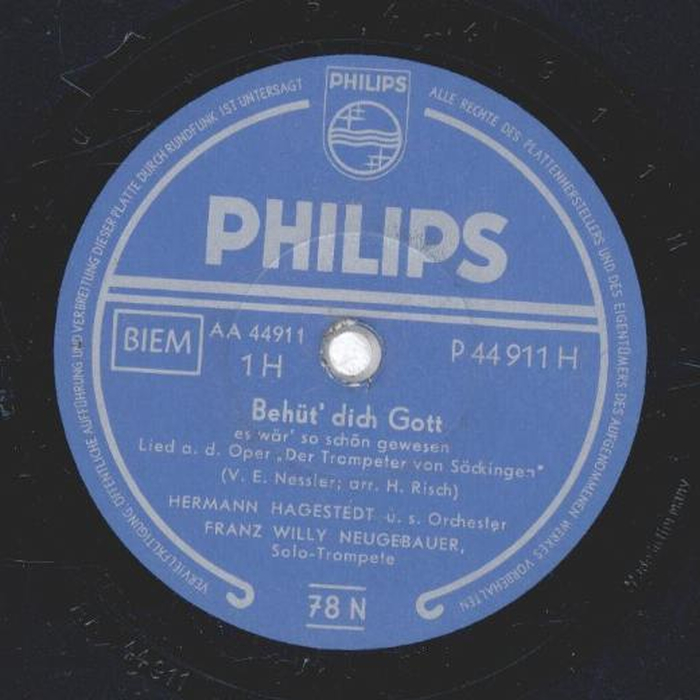 PHILIPS
ALLE RECHTE DES PLATTENHERSTELLERS UND DES EIGENTÜMERS DES AUFGENOMMENEN WERKES VORBEHALTEN
VERVIELFÄLTIGUNG ÖFFENTLICHE AUFFÜHRUNG UND VERBREITUNG DIESER PLATTE DURCH RUNDFUNK IST UNTERSAGT
PHILIPS
BIEM
AA 44911
1 H
P 44911 H
Behüt' dich Gott
es wär' so schön gewesen
Lied a. d. Oper „Der Trompeter von Säckingen"
(V. E. Nessler; arr. H. Risch)
HERMANN HAGESTEDT u. s. Orchester
FRANZ WILLY NEUGEBAUER,
Solo-Trompete
78 N